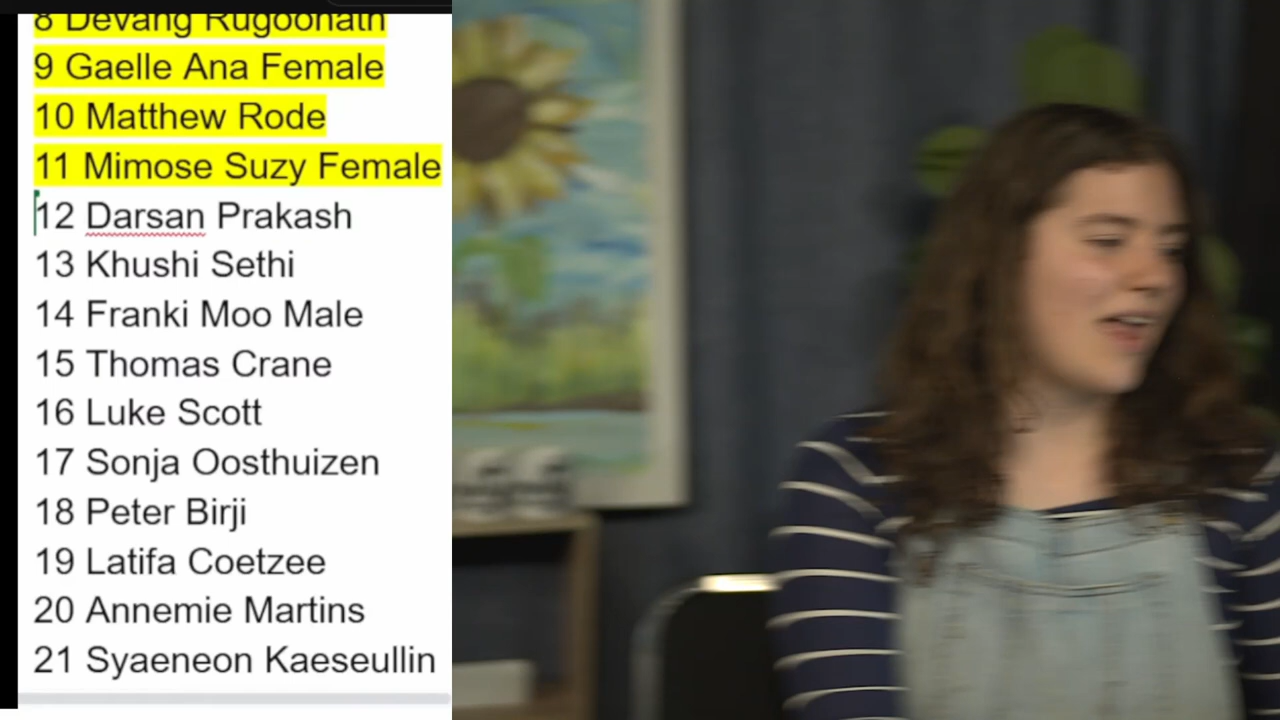 8 Devang Rugoonath
9 Gaelle Ana Female
10 Matthew Rode
11 Mimose Suzy Female
12 Darsan Prakash
13 Khushi Sethi
14 Franki Moo Male
15 Thomas Crane
16 Luke Scott
17 Sonja Oosthuizen
18 Peter Birji
19 Latifa Coetzee
20 Annemie Martins
21 Syaeneon Kaeseullin